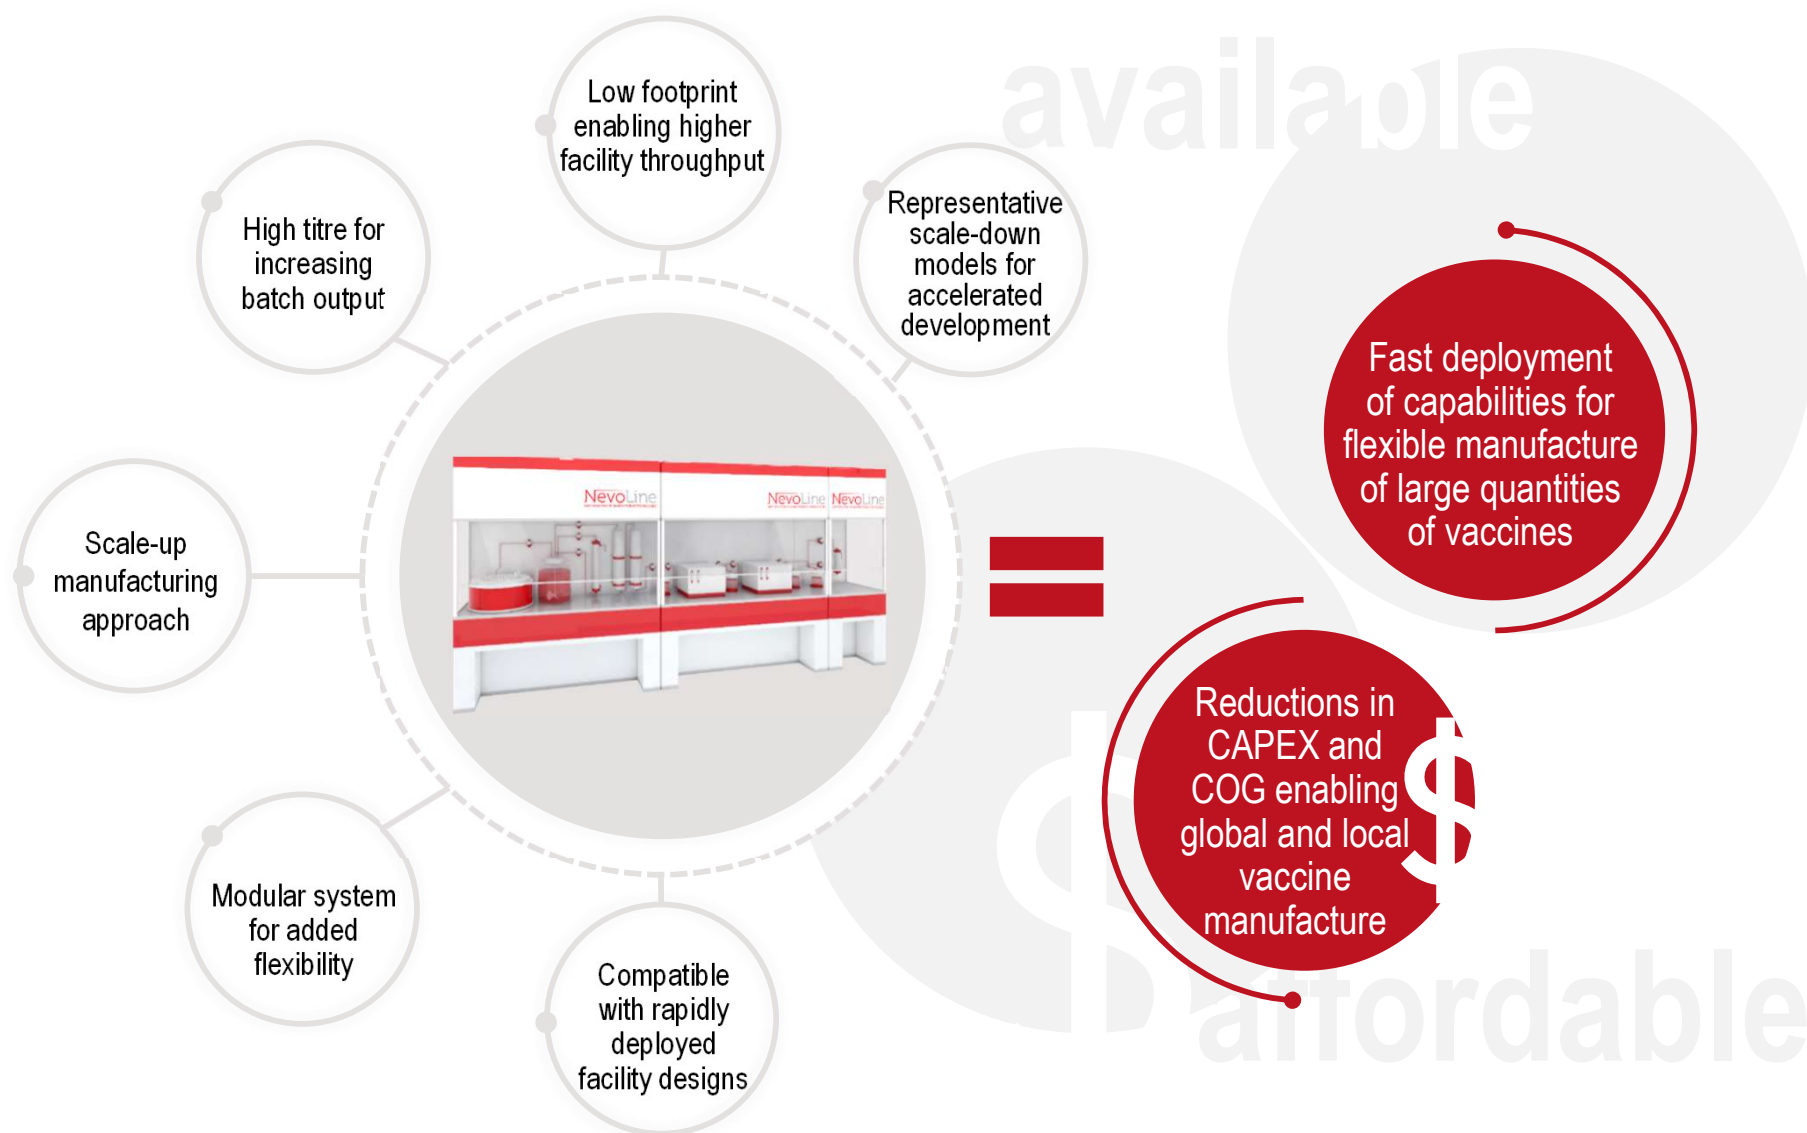 available
Low footprint
enabling higher
facility throughput
High titre for
increasing
batch output
Representative
scale-down
models for
accelerated
development
Scale-up
manufacturing
approach
NevoLine
NevoLine
NevoLine
Modular system
for added
flexibility
Compatible
with rapidly
deployed
facility designs
=
Fast deployment
of capabilities for
flexible manufacture
of large quantities
of vaccines
Reductions in
CAPEX and
COG enabling
global and local
vaccine
manufacture
$
$
affordable